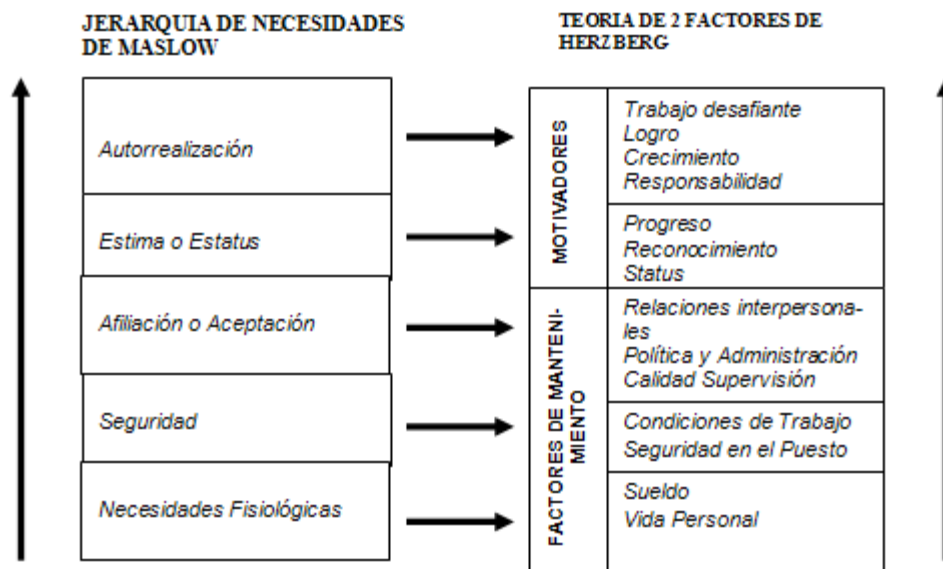 JERARQUIA DE NECESIDADES
DE MASLOW
TEORIA DE 2 FACTORES DE
HERZBERG
Autorrealización
Estima o Estatus
Afiliación o Aceptación
Seguridad
Necesidades Fisiológicas
MOTIVADORES
Trabajo desafiante
Logro
Crecimiento
Responsabilidad
Progreso
Reconocimiento
Status
FACTORES DE MANTENI-
MIENTO
Relaciones interpersona-
les
Política y Administración
Calidad Supervisión
Condiciones de Trabajo
Seguridad en el Puesto
Sueldo
Vida Personal